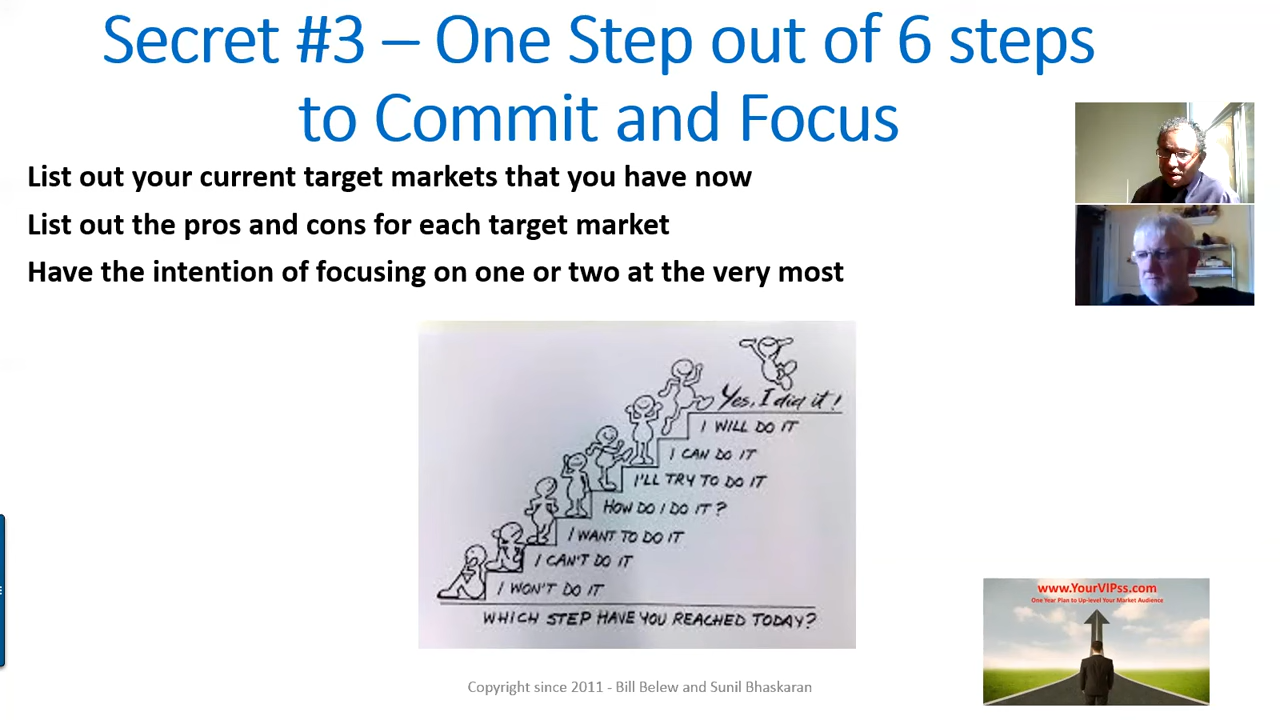 Secret #3 – One Step out of 6 steps
to Commit and Focus
List out your current target markets that you have now
List out the pros and cons for each target market
Have the intention of focusing on one or two at the very most
Yes, I did it!
I WILL DO IT
I CAN DO IT
I'LL TRY TO DO IT
HOW DO I DO IT?
I WANT TO DO IT
I CAN'T DO IT
I WON'T DO IT
WHICH STEP HAVE YOU REACHED TODAY?
www.YourVIPss.com
One Year Plan to Up-level Your Market Audience
Copyright since 2011 - Bill Belew and Sunil Bhaskaran